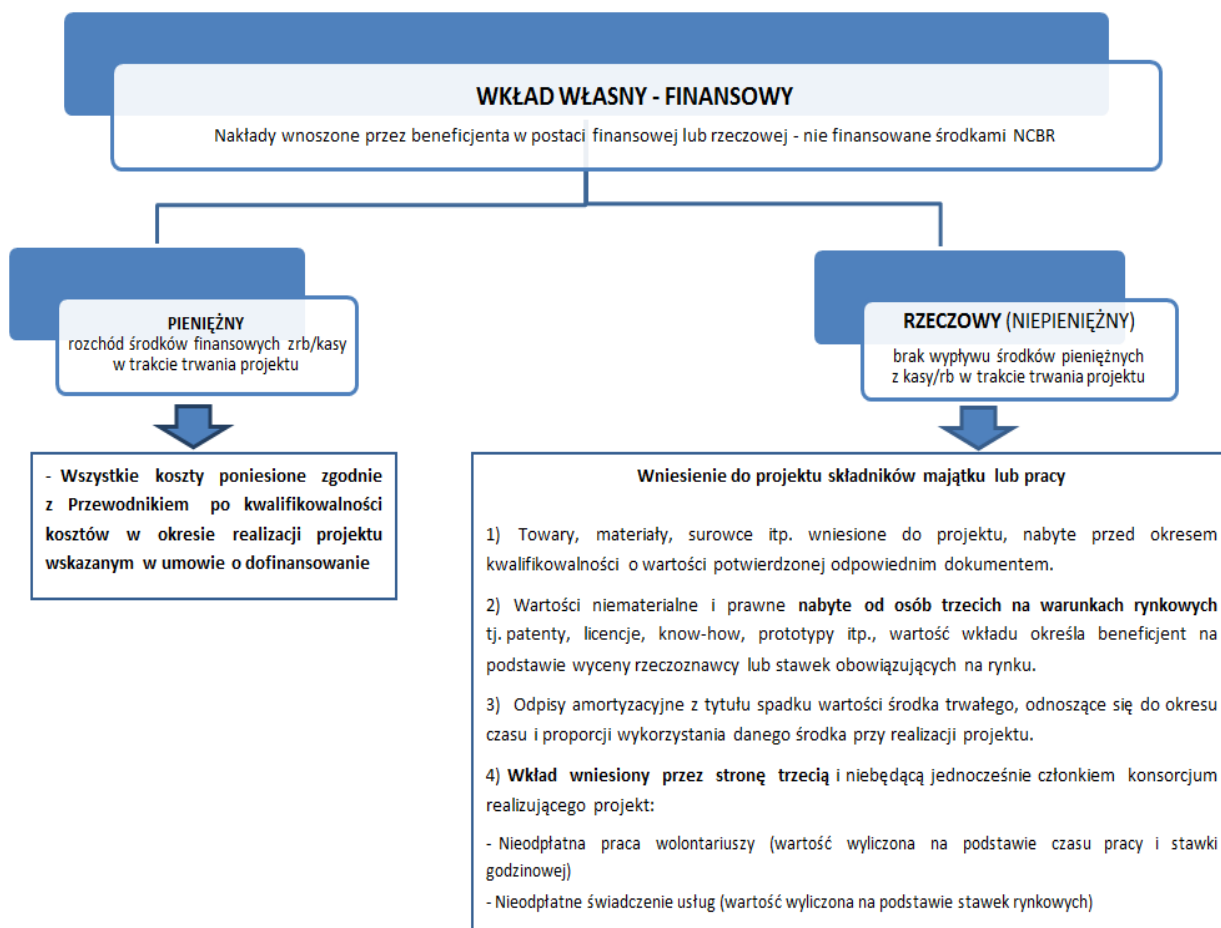 WKŁAD WŁASNY - FINANSOWY
Nakłady wnoszone przez beneficjenta w postaci finansowej lub rzeczowej - nie finansowane środkami NCBR
PIENIĘŻNY
rozchód środków finansowych zrb/kasy
w trakcie trwania projektu
- Wszystkie koszty poniesione zgodnie
z Przewodnikiem po kwalifikowalności
kosztów w okresie realizacji projektu
wskazanym w umowie o dofinansowanie
RZECZOWY (NIEPIENIĘŻNY)
brak wypływu środków pieniężnych
z kasy/rb w trakcie trwania projektu
Wniesienie do projektu składników majątku lub pracy
1) Towary, materiały, surowce itp. wniesione do projektu, nabyte przed okresem
kwalifikowalności o wartości potwierdzonej odpowiednim dokumentem.
2) Wartości niematerialne i prawne nabyte od osób trzecich na warunkach rynkowych
tj. patenty, licencje, know-how, prototypy itp., wartość wkładu określa beneficjent na
podstawie wyceny rzeczoznawcy lub stawek obowiązujących na rynku.
3) Odpisy amortyzacyjne z tytułu spadku wartości środka trwałego, odnoszące się do okresu
czasu i proporcji wykorzystania danego środka przy realizacji projektu.
4) Wkład wniesiony przez stronę trzecią i niebędącą jednocześnie członkiem konsorcjum
realizującego projekt:
- Nieodpłatna praca wolontariuszy (wartość wyliczona na podstawie czasu pracy i stawki
godzinowej)
- Nieodpłatne świadczenie usług (wartość wyliczona na podstawie stawek rynkowych)